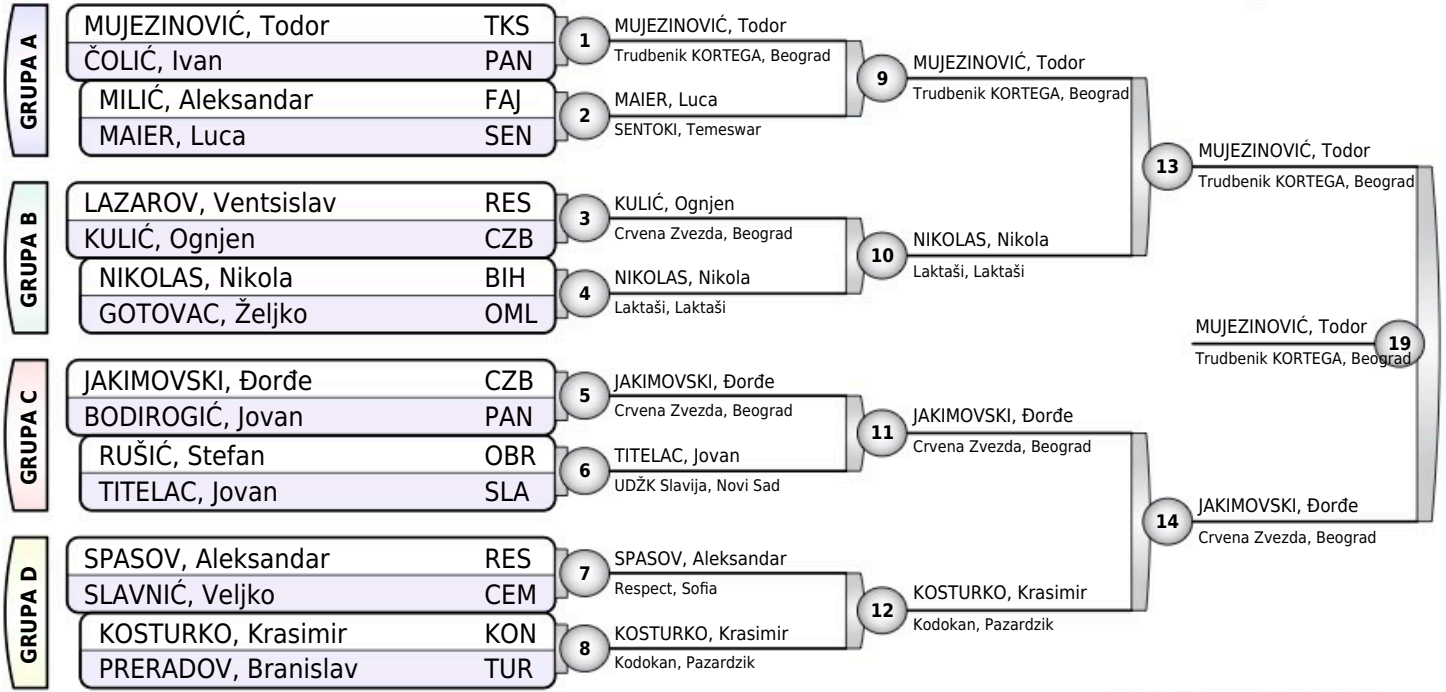 GRUPA A
MUJEZINOVIĆ, Todor TKS
ČOLIĆ, Ivan PAN
MILIĆ, Aleksandar FAJ
MAIER, Luca SEN
GRUPA B
LAZAROV, Ventsislav RES
KULIĆ, Ognjen CZB
NIKOLAS, Nikola BIH
GOTOVAC, Željko OML
GRUPA C
JAKIMOVSKI, Đorđe CZB
BODIROGIĆ, Jovan PAN
RUŠIĆ, Stefan OBR
TITELAC, Jovan SLA
GRUPA D
SPASOV, Aleksandar RES
SLAVNIĆ, Veljko CEM
KOSTURKO, Krasimir KON
PRERADOV, Branislav TUR
1
MUJEZINOVIĆ, Todor
Trudbenik KORTEGA, Beograd
2
MAIER, Luca
SENTOKI, Temeswar
3
KULIĆ, Ognjen
Crvena Zvezda, Beograd
4
NIKOLAS, Nikola
Laktaši, Laktaši
5
JAKIMOVSKI, Đorđe
Crvena Zvezda, Beograd
6
TITELAC, Jovan
UDŽK Slavija, Novi Sad
7
SPASOV, Aleksandar
Respect, Sofia
8
KOSTURKO, Krasimir
Kodokan, Pazardzik
9
MUJEZINOVIĆ, Todor
Trudbenik KORTEGA, Beograd
10
NIKOLAS, Nikola
Laktaši, Laktaši
11
JAKIMOVSKI, Đorđe
Crvena Zvezda, Beograd
12
KOSTURKO, Krasimir
Kodokan, Pazardzik
13
MUJEZINOVIĆ, Todor
Trudbenik KORTEGA, Beograd
14
JAKIMOVSKI, Đorđe
Crvena Zvezda, Beograd
MUJEZINOVIĆ, Todor
19
Trudbenik KORTEGA, Beograd